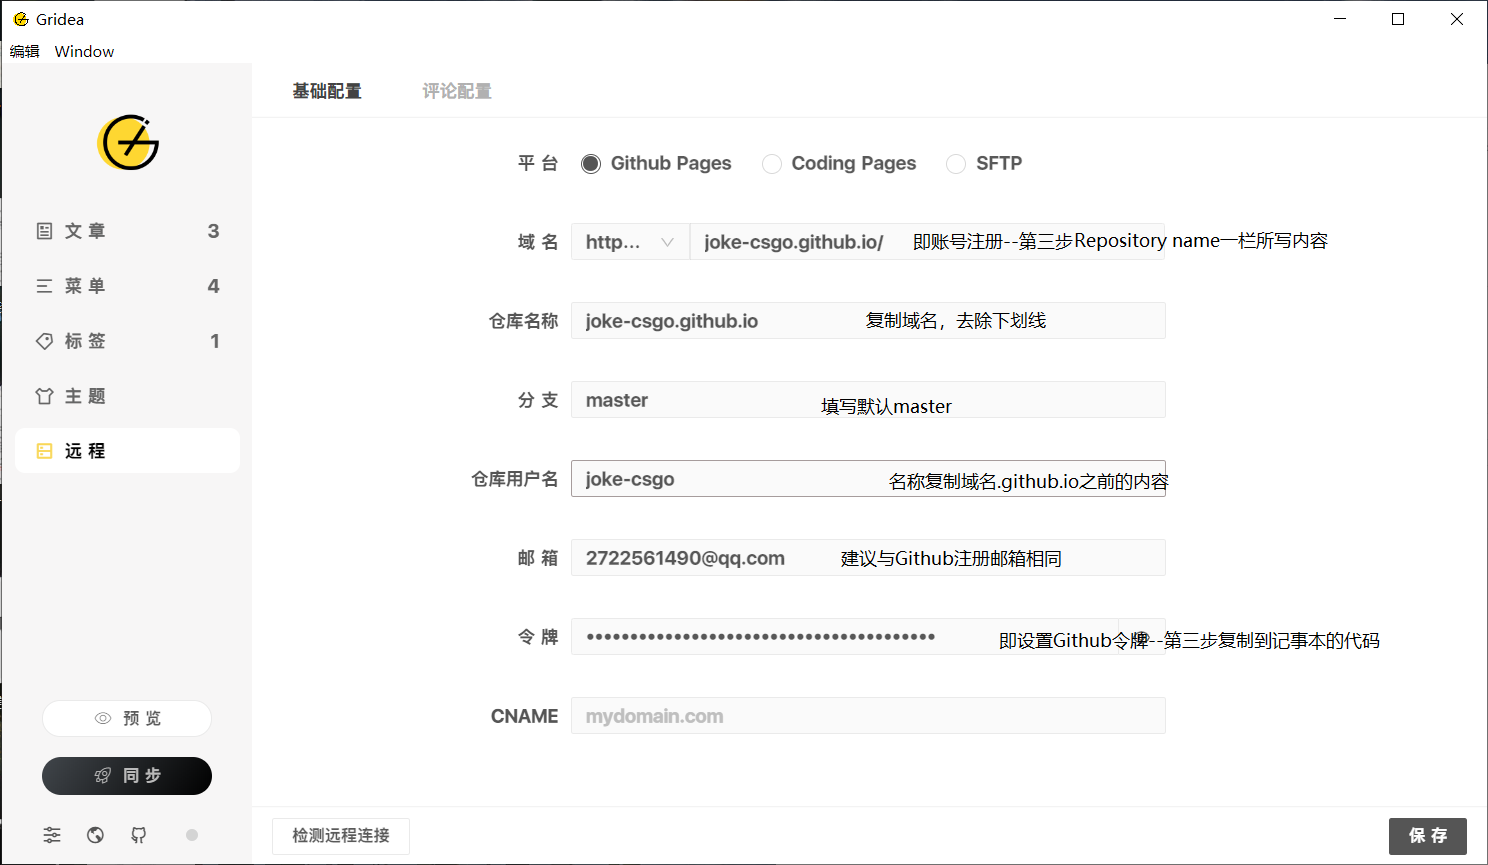 Gridea
编辑 Window
基础配置 评论配置
平台 Github Pages Coding Pages SFTP
文章 3
域名 http... joke-csgo.github.io/ 即账号注册--第三步Repository name一栏所写内容
菜单 4
仓库名称 joke-csgo.github.io 复制域名，去除下划线
标签 1
主题
分支 master 填写默认master
远程
仓库用户名 joke-csgo 名称复制域名.github.io之前的内容
邮箱 2722561490@qq.com 建议与Github注册邮箱相同
令牌 •••••••••••••••••••••••••••••••••••••••• 即设置Github令牌--第三步复制到记事本的代码
预览
CNAME mydomain.com
同步
检测远程连接
保存